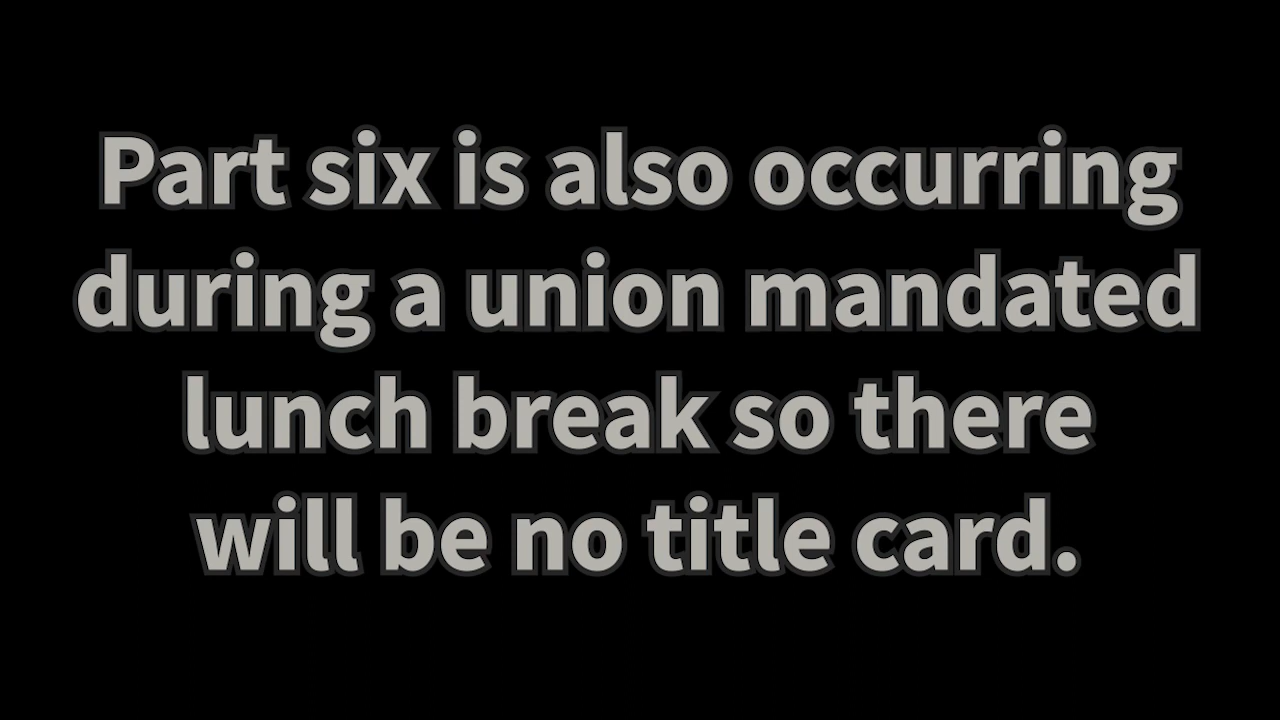 Part six is also occurring
during a union mandated
lunch break so there
will be no title card.